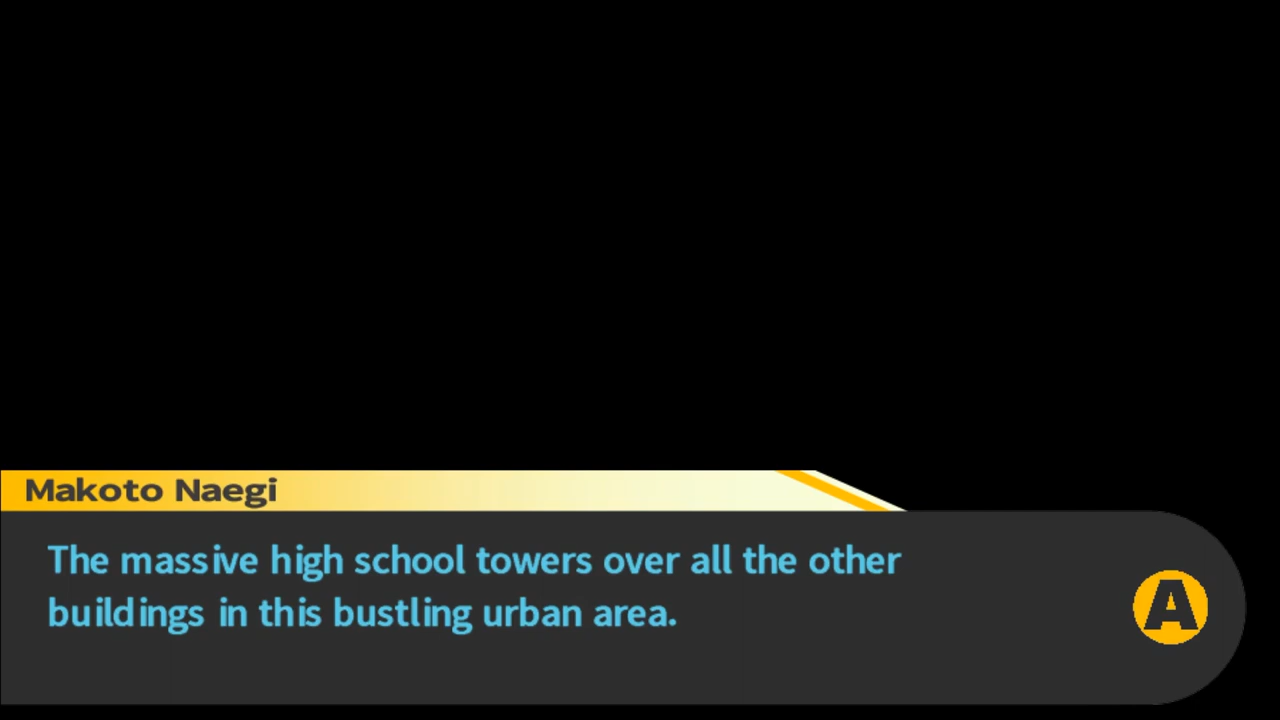 Makoto Naegi
The massive high school towers over all the other
buildings in this bustling urban area.
A